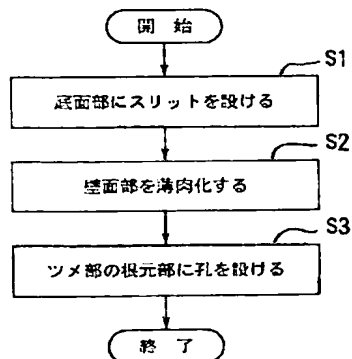 開始
S1
底面部にスリットを設ける
S2
壁面部を薄肉化する
S3
ツメ部の根元部に孔を設ける
終了